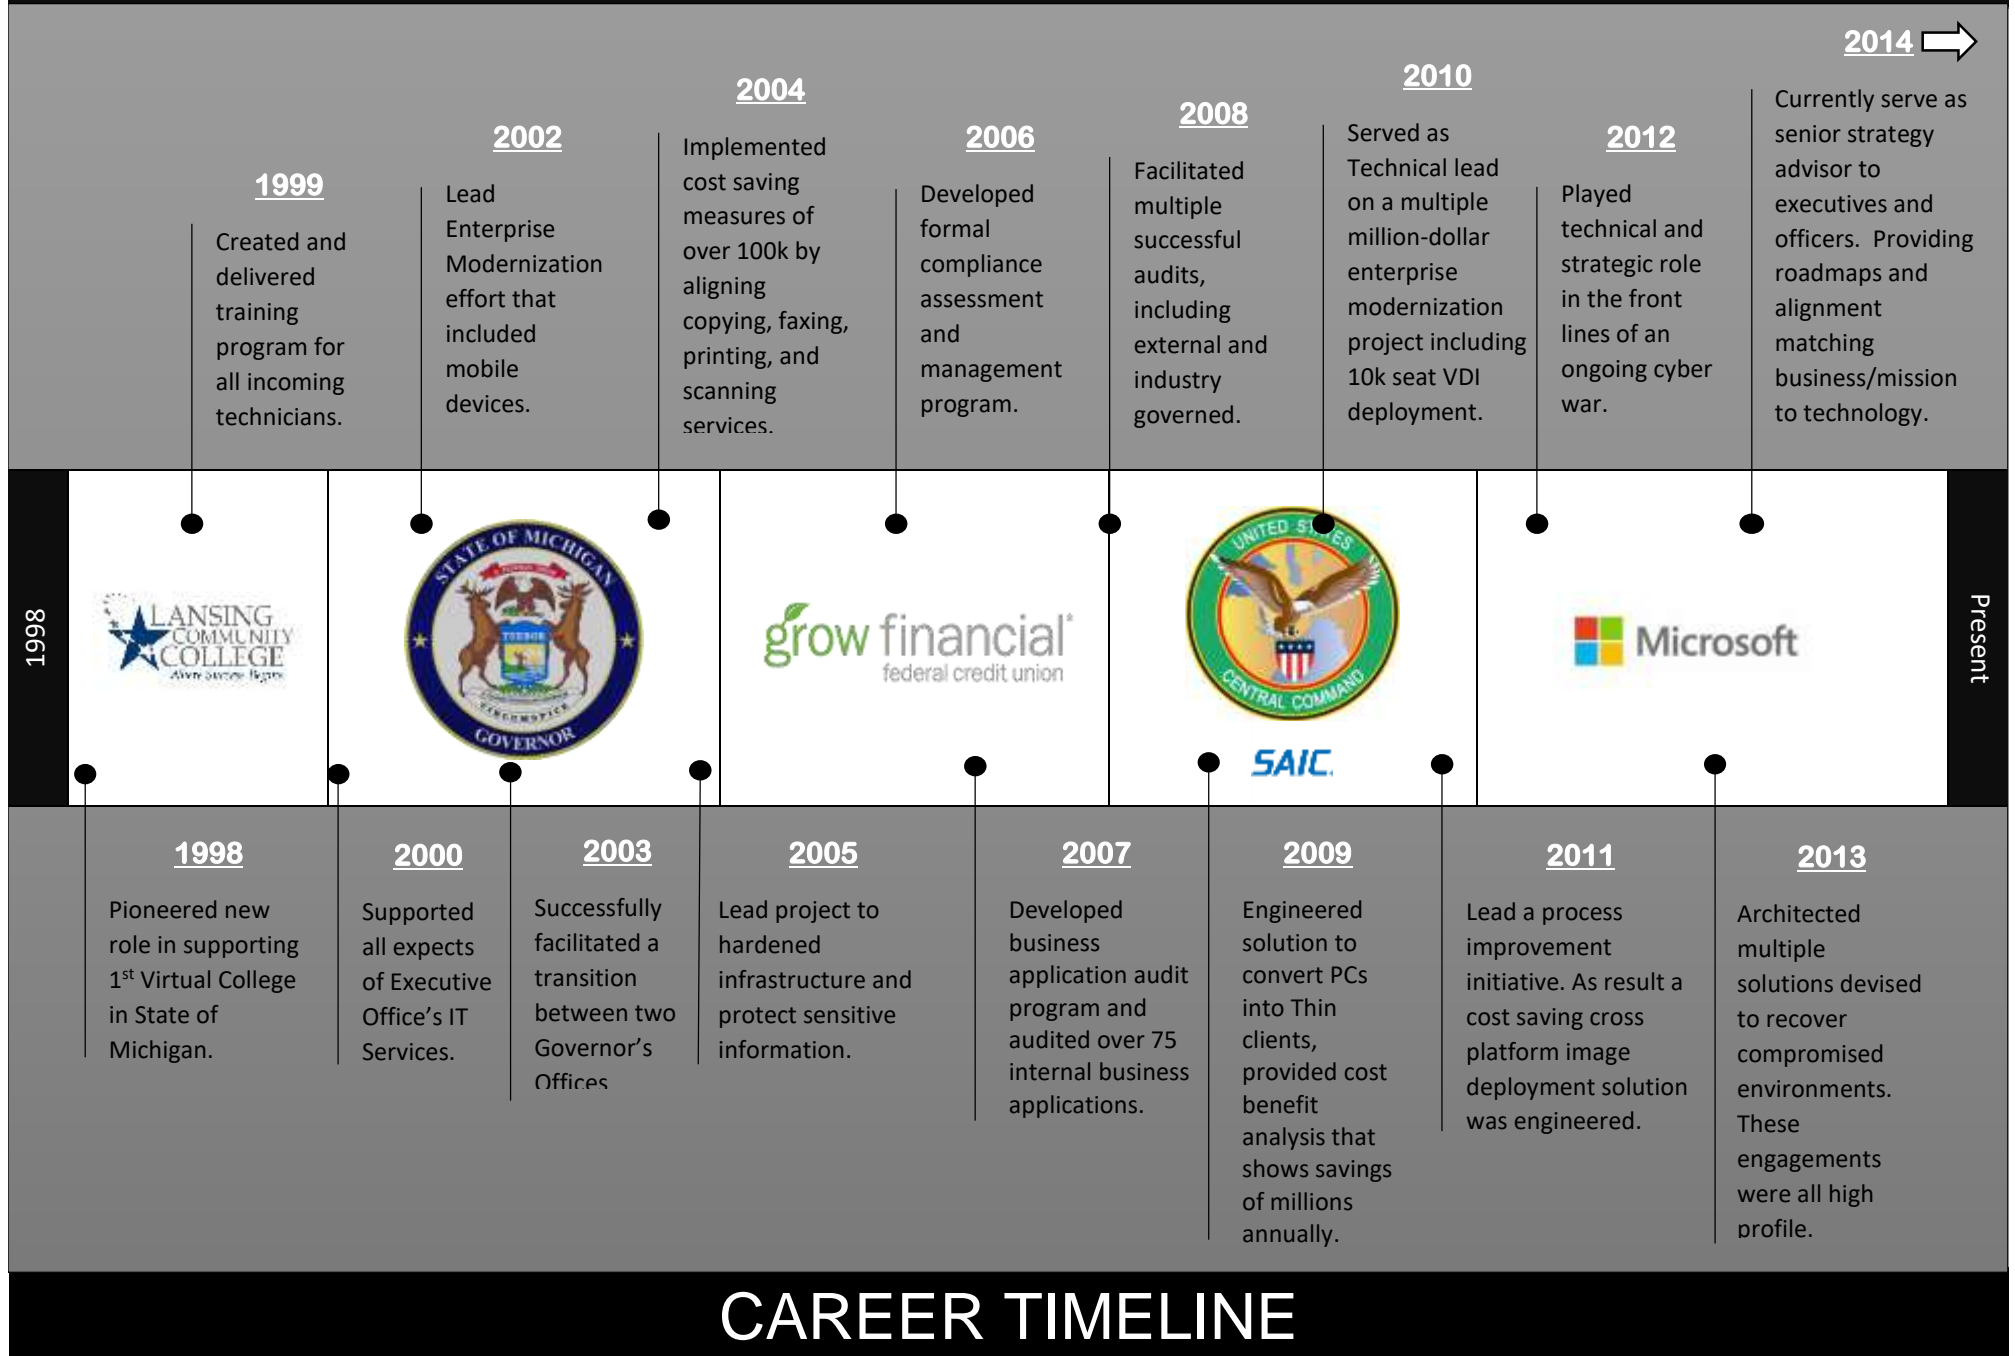 2014
Currently serve as
senior strategy
advisor to
executives and
officers.  Providing
roadmaps and
alignment
matching
business/mission
to technology.
1999
Created and
delivered
training
program for
all incoming
technicians.
2002
Lead
Enterprise
Modernization
effort that
included
mobile
devices.
2004
Implemented
cost saving
measures of
over 100k by
aligning
copying, faxing,
printing, and
scanning
services.
2006
Developed
formal
compliance
assessment
and
management
program.
2008
Facilitated
multiple
successful
audits,
including
external and
industry
governed.
2010
Served as
Technical lead
on a multiple
million-dollar
enterprise
modernization
project including
10k seat VDI
deployment.
2012
Played
technical and
strategic role
in the front
lines of an
ongoing cyber
war.
1998
LANSING
COMMUNITY
COLLEGE
Where Success Begins
STATE OF MICHIGAN
TUEBOR
CIRCUMSPICE
GOVERNOR
grow financial
federal credit union
UNITED STATES
CENTRAL COMMAND
SAIC
Microsoft
Present
1998
Pioneered new
role in supporting
1st Virtual College
in State of
Michigan.
2000
Supported
all expects
of Executive
Office’s IT
Services.
2003
Successfully
facilitated a
transition
between two
Governor’s
Offices
2005
Lead project to
hardened
infrastructure and
protect sensitive
information.
2007
Developed
business
application audit
program and
audited over 75
internal business
applications.
2009
Engineered
solution to
convert PCs
into Thin
clients,
provided cost
benefit
analysis that
shows savings
of millions
annually.
2011
Lead a process
improvement
initiative. As result a
cost saving cross
platform image
deployment solution
was engineered.
2013
Architected
multiple
solutions devised
to recover
compromised
environments.
These
engagements
were all high
profile.
CAREER TIMELINE